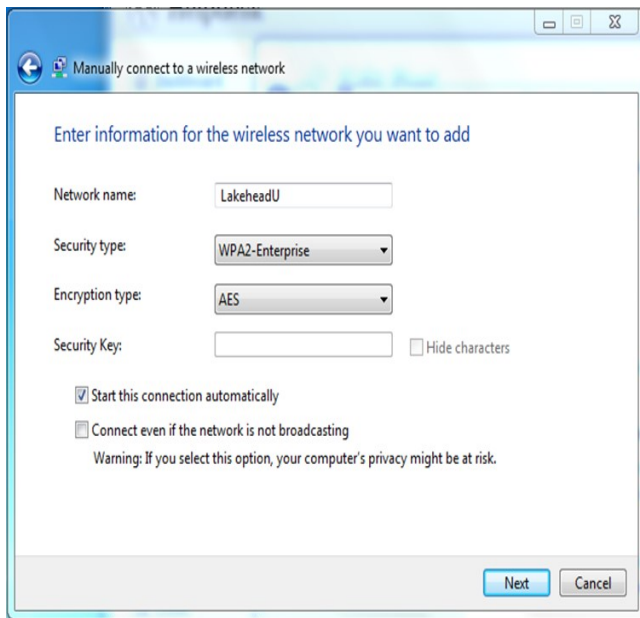 Manually connect to a wireless network
Enter information for the wireless network you want to add
Network name: LakeheadU
Security type: WPA2-Enterprise
Encryption type: AES
Security Key: Hide characters
Start this connection automatically
Connect even if the network is not broadcasting
Warning: If you select this option, your computer's privacy might be at risk.
Next Cancel